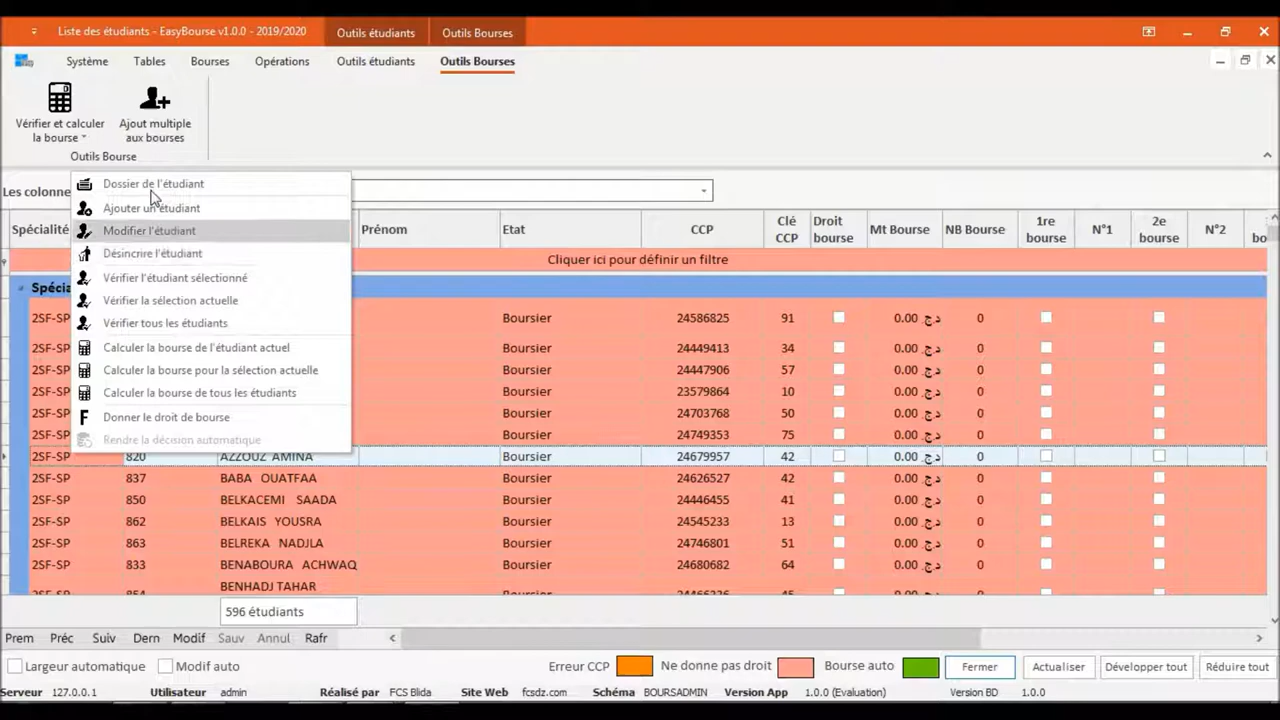 Liste des étudiants - EasyBourse v1.0.0 - 2019/2020 Outils étudiants Outils Bourses
Système Tables Bourses Opérations Outils étudiants Outils Bourses
Vérifier et calculer la bourse
Ajout multiple aux bourses
Outils Bourse
Les colonne
Dossier de l'étudiant
Ajouter un étudiant
Modifier l'étudiant
Désincrire l'étudiant
Vérifier l'étudiant sélectionné
Vérifier la sélection actuelle
Vérifier tous les étudiants
Calculer la bourse de l'étudiant actuel
Calculer la bourse pour la sélection actuelle
Calculer la bourse de tous les étudiants
Donner le droit de bourse
Rendre la décision automatique
Spécialité Prénom Etat CCP Clé CCP Droit bourse Mt Bourse NB Bourse 1re bourse N°1 2e bourse N°2
Cliquer ici pour définir un filtre
Spécia
2SF-SP Boursier 24586825 91 0.00 د.ج. 0
2SF-SP Boursier 24449413 34 0.00 د.ج. 0
2SF-SP Boursier 24447906 57 0.00 د.ج. 0
2SF-SP Boursier 23579864 10 0.00 د.ج. 0
2SF-SP Boursier 24703768 50 0.00 د.ج. 0
2SF-SP Boursier 24749353 75 0.00 د.ج. 0
2SF-SP 820 AZZOUZ AMINA Boursier 24679957 42 0.00 د.ج. 0
2SF-SP 837 BABA OUATFAA Boursier 24626527 42 0.00 د.ج. 0
2SF-SP 850 BELKACEMI SAADA Boursier 24446455 41 0.00 د.ج. 0
2SF-SP 862 BELKAIS YOUSRA Boursier 24545233 13 0.00 د.ج. 0
2SF-SP 863 BELREKA NADJLA Boursier 24746801 51 0.00 د.ج. 0
2SF-SP 833 BENABOURA ACHWAQ Boursier 24680682 64 0.00 د.ج. 0
BENHADJ TAHAR
596 étudiants
Prem Préc Suiv Dern Modif Sauv Annul Rafr
Largeur automatique Modif auto Erreur CCP Ne donne pas droit Bourse auto Fermer Actualiser Développer tout Réduire tout
Serveur 127.0.0.1 Utilisateur admin Réalisé par FCS Blida Site Web fcsdz.com Schéma BOURSADMIN Version App 1.0.0 (Evaluation) Version BD 1.0.0